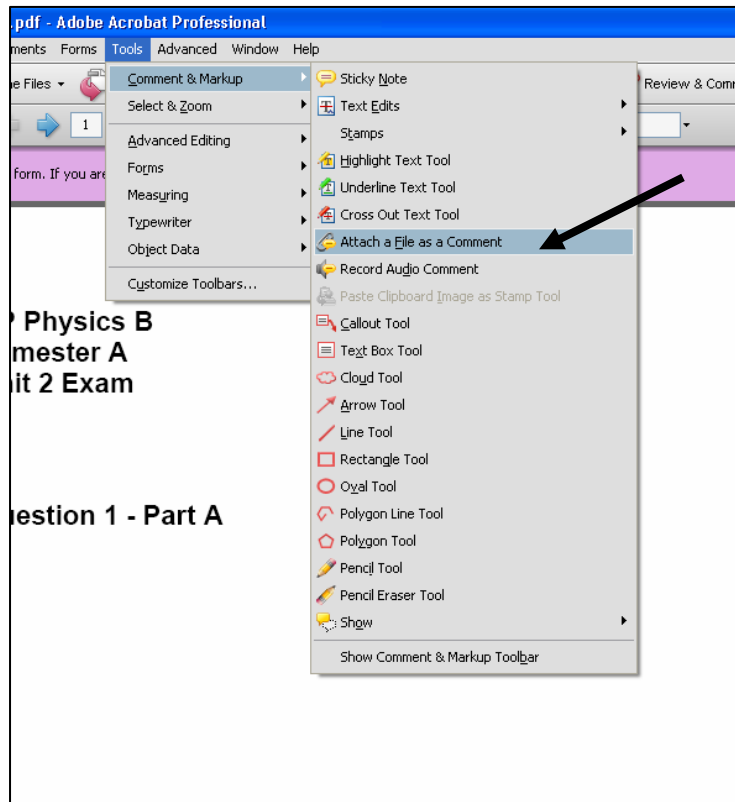 .pdf - Adobe Acrobat Professional
ments Forms Tools Advanced Window Help
e Files
Review & Comm
1
form. If you are
Comment & Markup
Select & Zoom
Advanced Editing
Forms
Measuring
Typewriter
Object Data
Customize Toolbars...
Sticky Note
Text Edits
Stamps
Highlight Text Tool
Underline Text Tool
Cross Out Text Tool
Attach a File as a Comment
Record Audio Comment
Paste Clipboard Image as Stamp Tool
Callout Tool
Text Box Tool
Cloud Tool
Arrow Tool
Line Tool
Rectangle Tool
Oval Tool
Polygon Line Tool
Polygon Tool
Pencil Tool
Pencil Eraser Tool
Show
Show Comment & Markup Toolbar
P Physics B
mester A
it 2 Exam
uestion 1 - Part A